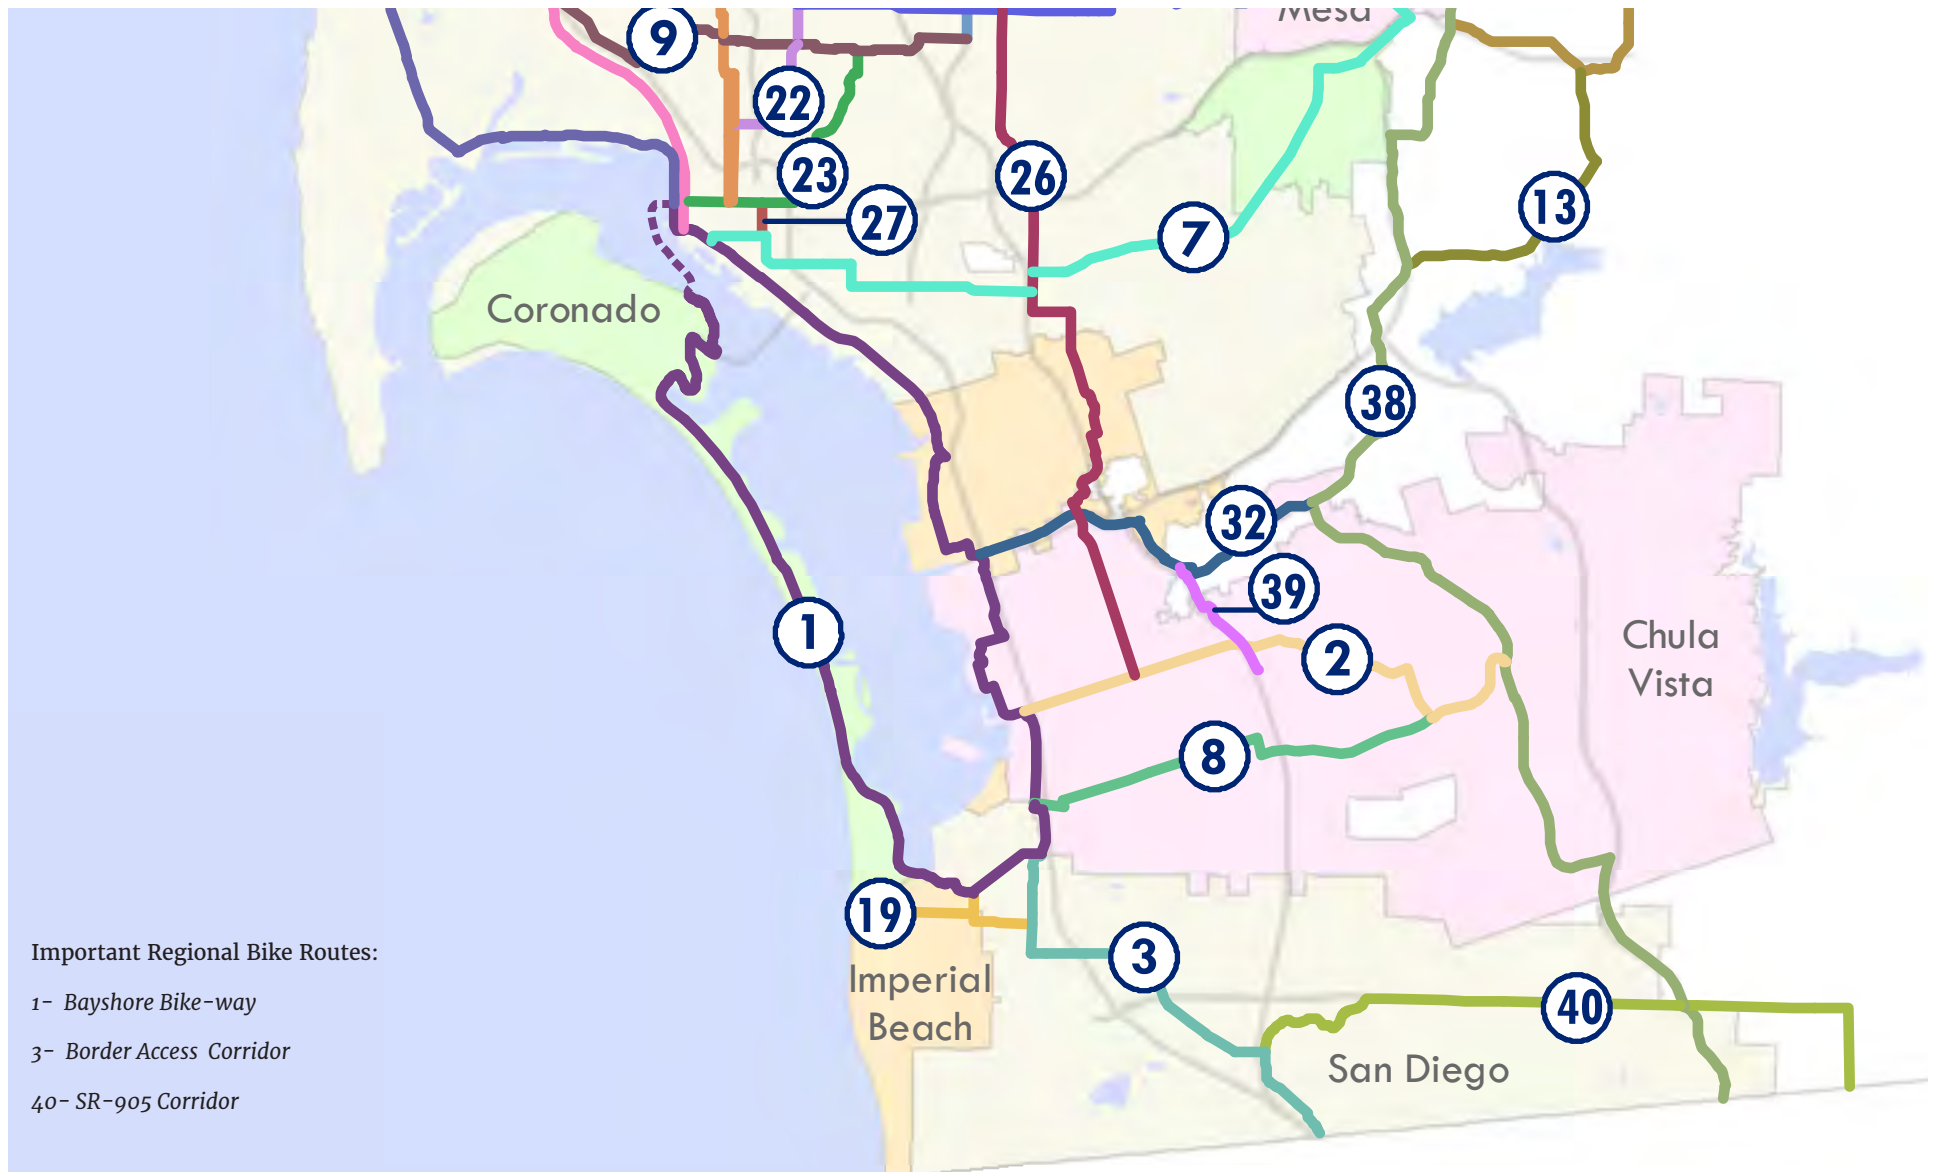 Mesa
9
22
23
26
27
7
13
Coronado
38
32
39
1
2
Chula
Vista
8
19
3
Imperial
Beach
40
San Diego
Important Regional Bike Routes:
1- Bayshore Bike-way
3- Border Access Corridor
40- SR-905 Corridor